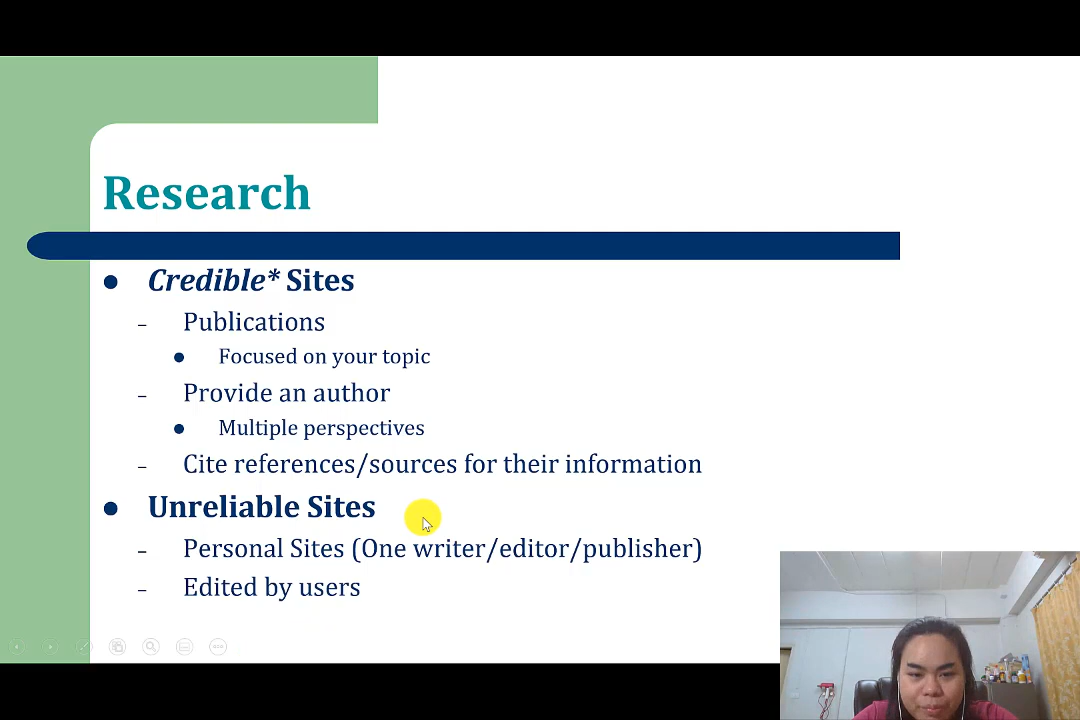 Research
Credible* Sites
Publications
Focused on your topic
Provide an author
Multiple perspectives
Cite references/sources for their information
Unreliable Sites
Personal Sites (One writer/editor/publisher)
Edited by users